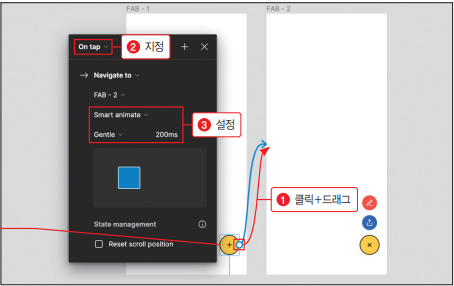 FAB - 1
FAB - 2
On tap
2 지정
Navigate to
FAB - 2
Smart animate
3 설정
Gentle
200ms
1 클릭+드래그
State management
Reset scroll position